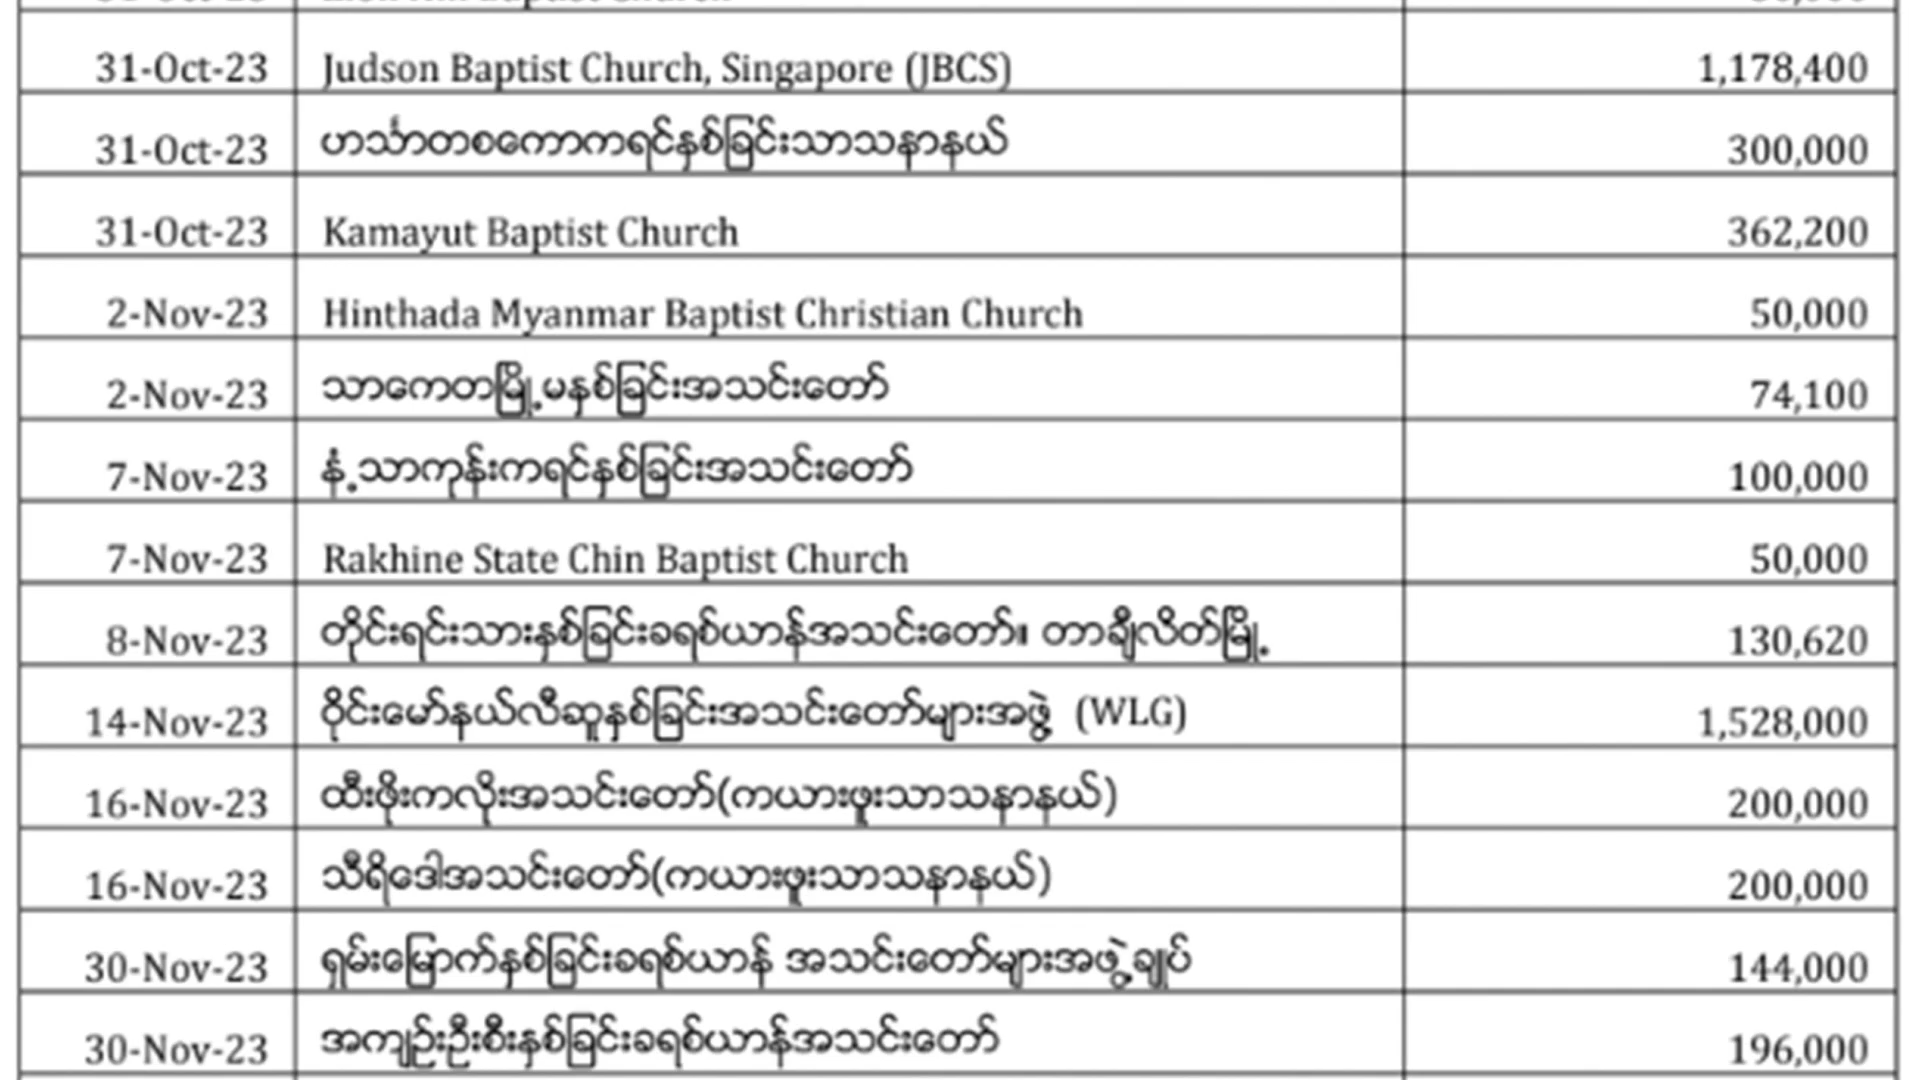 31-Oct-23 Judson Baptist Church, Singapore (JBCS) 1,178,400
31-Oct-23 ဟင်္သာတစကောကရင်နှစ်ခြင်းသာသနာနယ် 300,000
31-Oct-23 Kamayut Baptist Church 362,200
2-Nov-23 Hinthada Myanmar Baptist Christian Church 50,000
2-Nov-23 သာကေတမြို့မနှစ်ခြင်းအသင်းတော် 74,100
7-Nov-23 နံ့သာကုန်းကရင်နှစ်ခြင်းအသင်းတော် 100,000
7-Nov-23 Rakhine State Chin Baptist Church 50,000
8-Nov-23 တိုင်းရင်းသားနှစ်ခြင်းခရစ်ယာန်အသင်းတော်။ တာချီလိတ်မြို့ 130,620
14-Nov-23 ဝိုင်းမော်နယ်လီဆူနှစ်ခြင်းအသင်းတော်များအဖွဲ့ (WLG) 1,528,000
16-Nov-23 ထီးဖိုးကလိုးအသင်းတော်(ကယားဖူးသာသနာနယ်) 200,000
16-Nov-23 သီရိဒေါအသင်းတော်(ကယားဖူးသာသနာနယ်) 200,000
30-Nov-23 ရှမ်းမြောက်နှစ်ခြင်းခရစ်ယာန် အသင်းတော်များအဖွဲ့ချုပ် 144,000
30-Nov-23 အကျဉ်းဦးစီးနှစ်ခြင်းခရစ်ယာန်အသင်းတော် 196,000